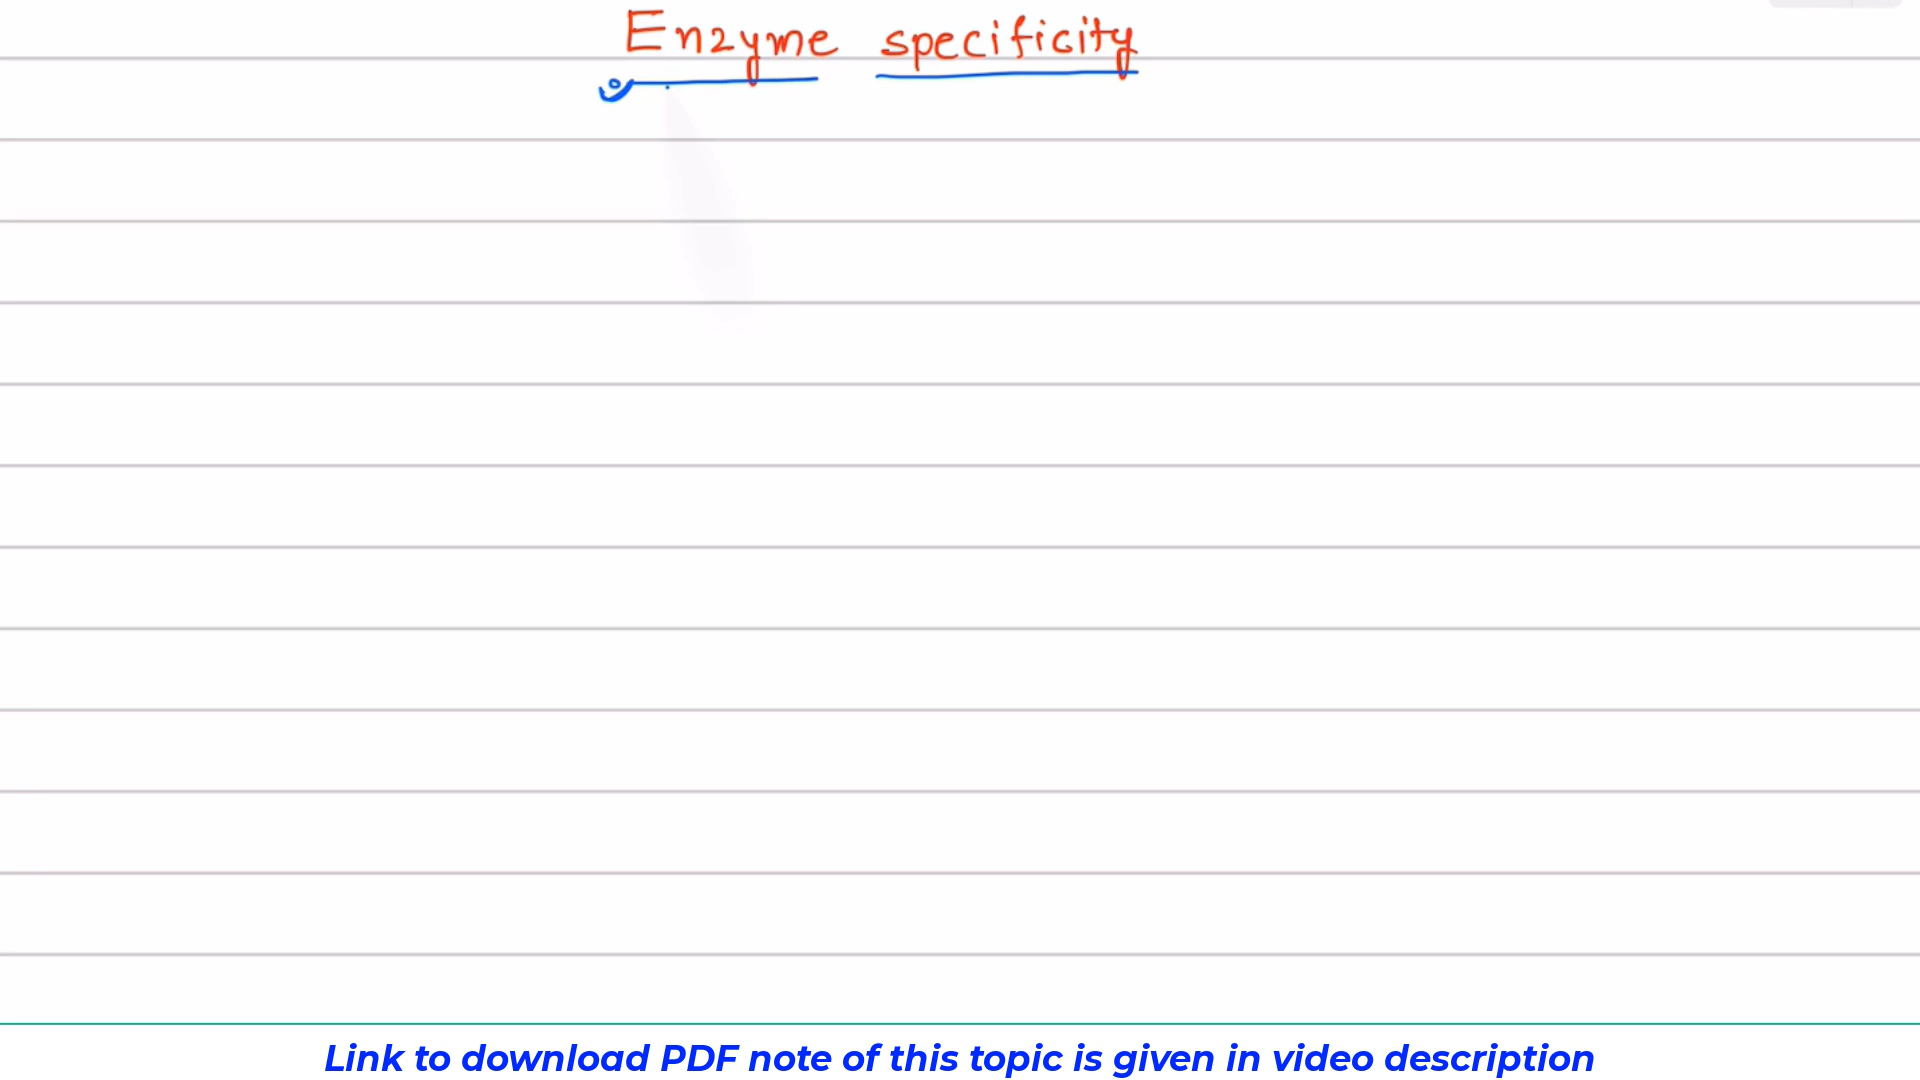 Enzyme specificity
Link to download PDF note of this topic is given in video description